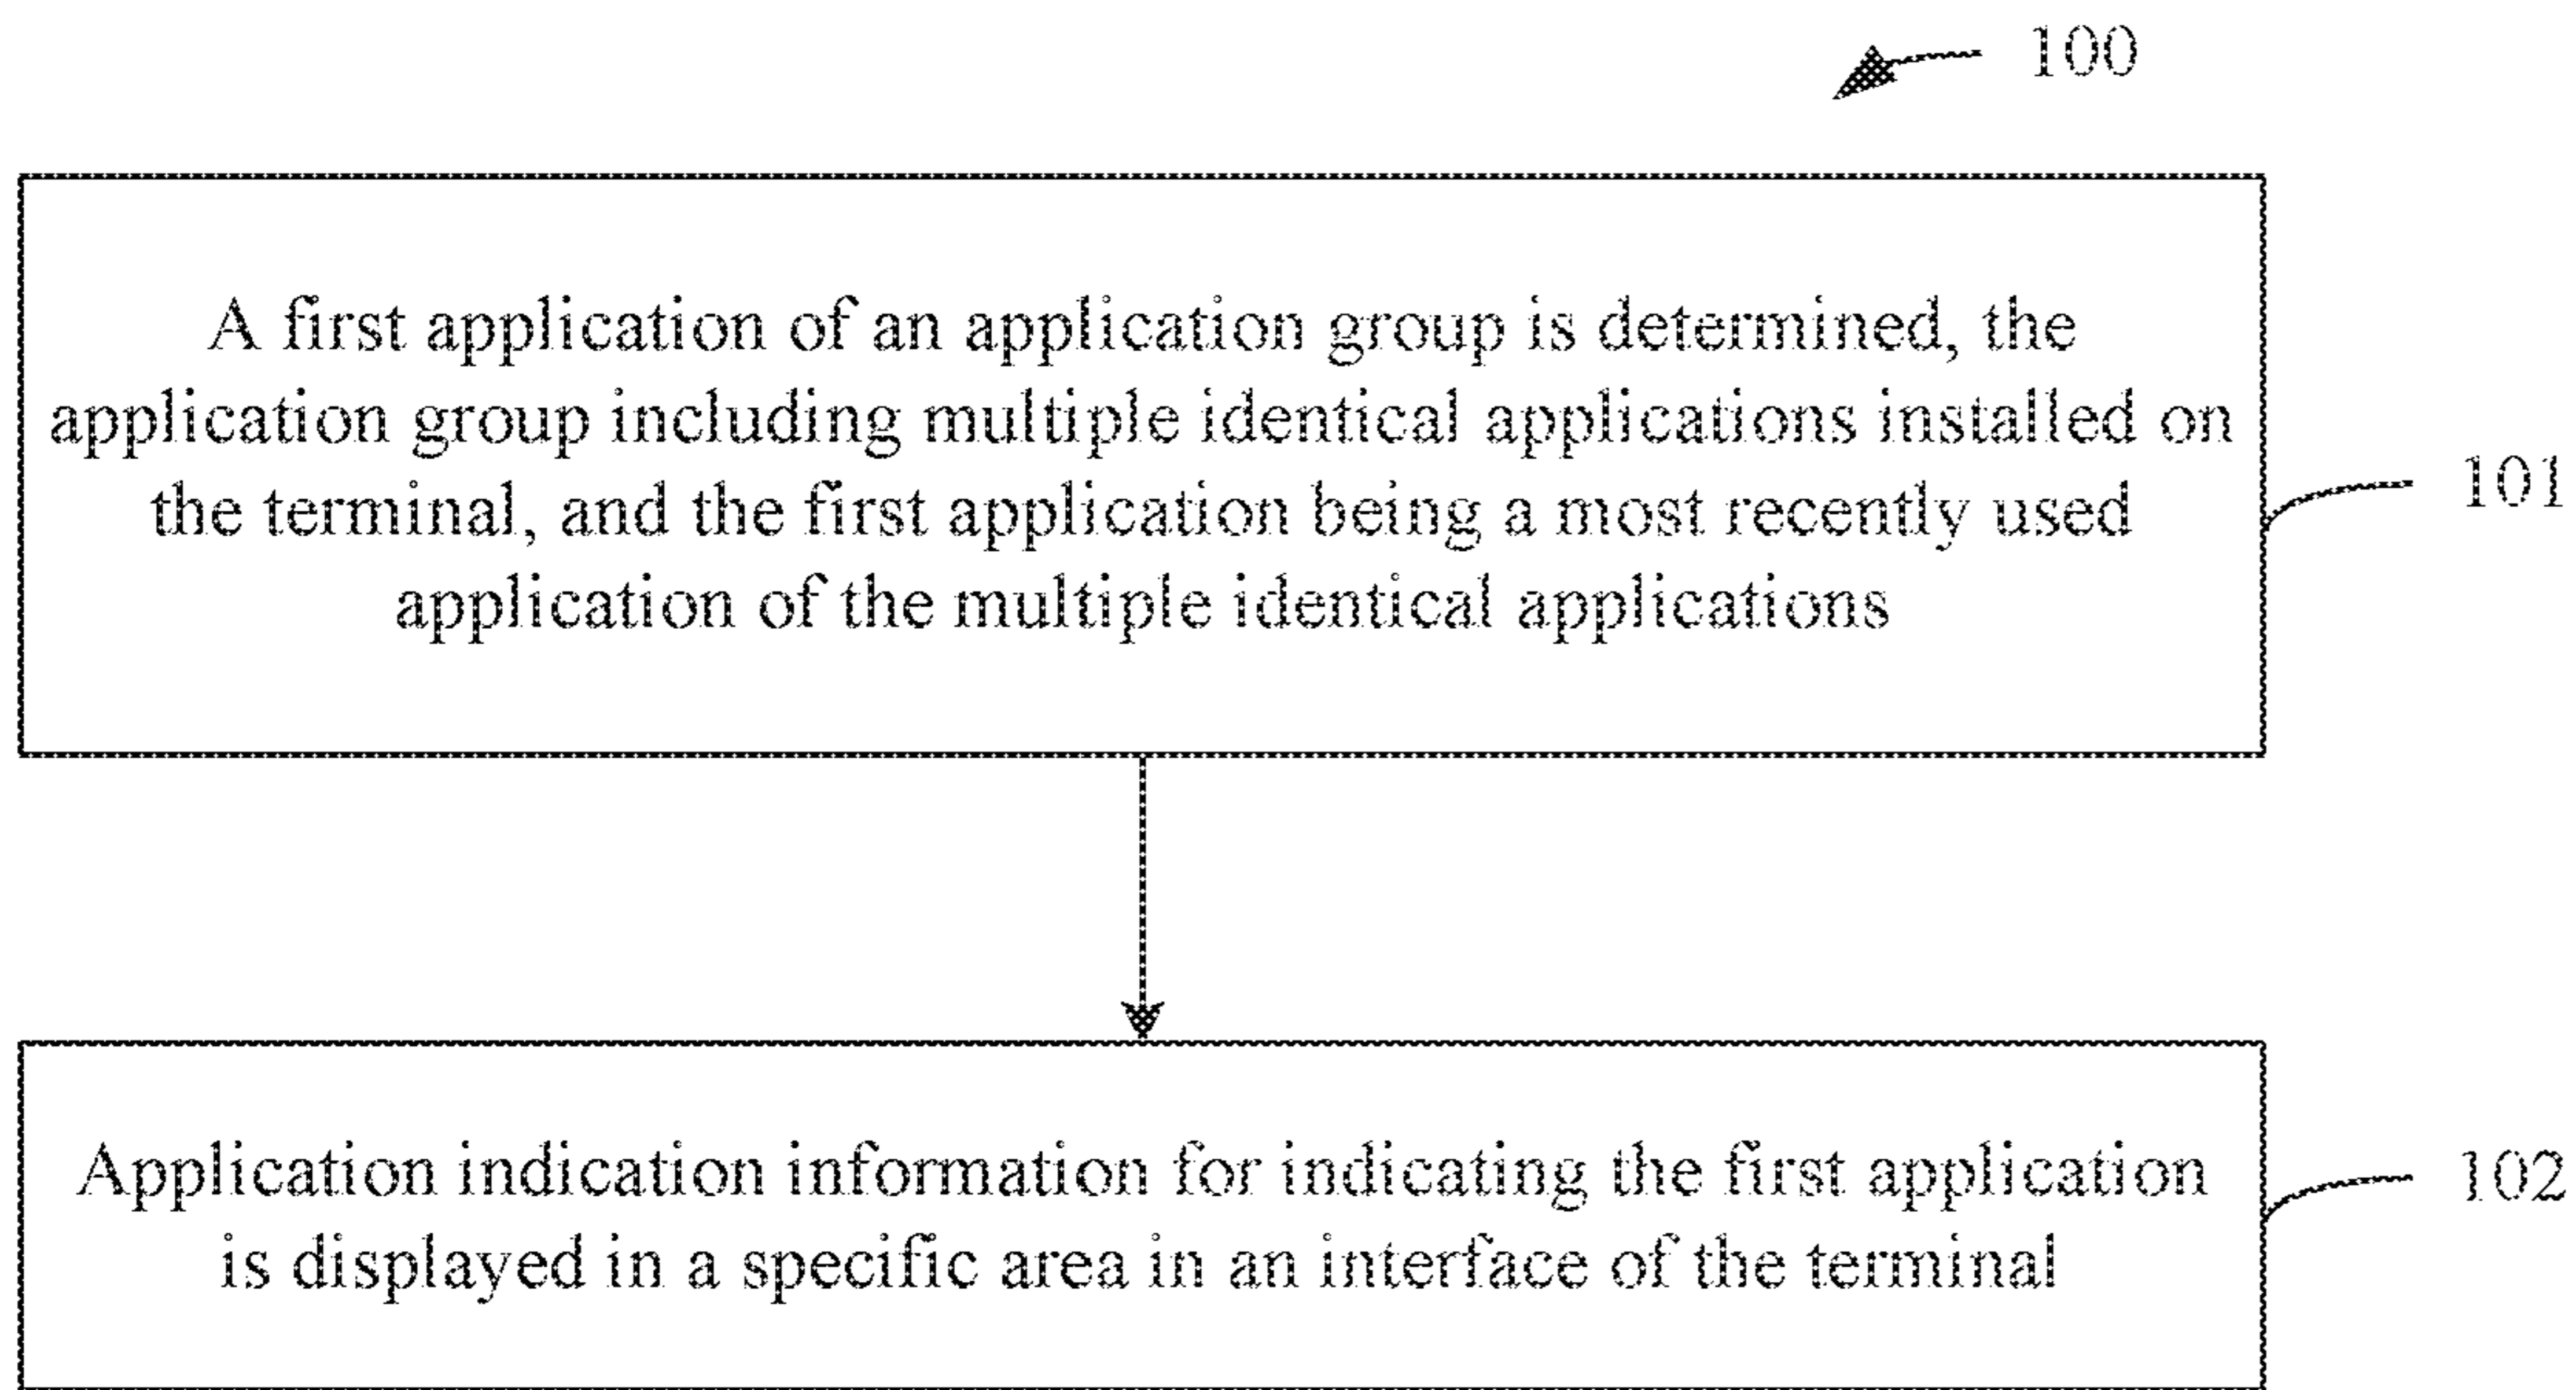 100
A first application of an application group is determined, the
application group including multiple identical applications installed on
the terminal, and the first application being a most recently used
application of the multiple identical applications
101
Application indication information for indicating the first application
is displayed in a specific area in an interface of the terminal
102